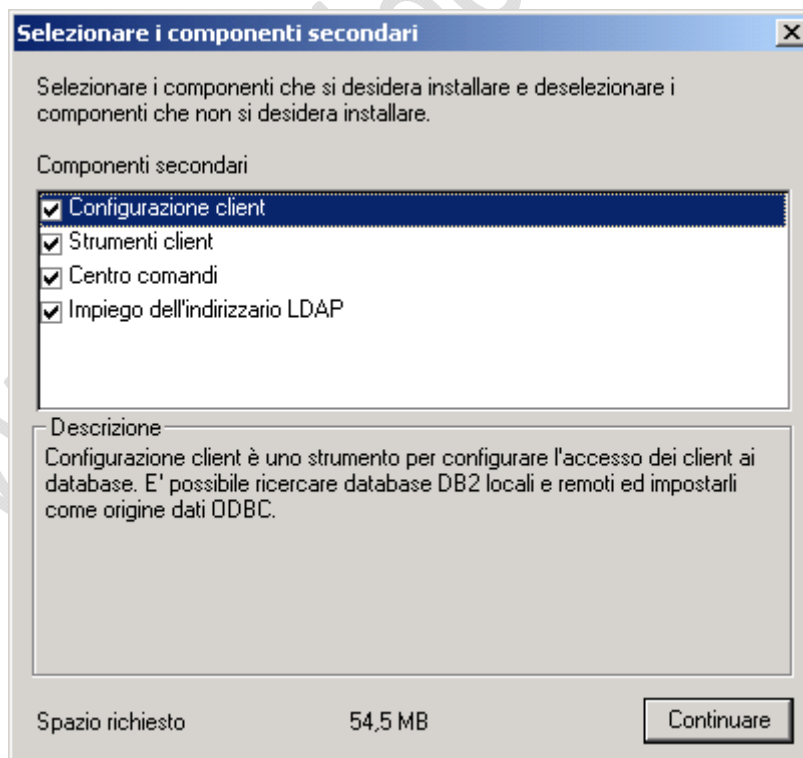 Selezionare i componenti secondari
Selezionare i componenti che si desidera installare e deselezionare i
componenti che non si desidera installare.
Componenti secondari
Configurazione client
Strumenti client
Centro comandi
Impiego dell'indirizzario LDAP
Descrizione
Configurazione client è uno strumento per configurare l'accesso dei client ai
database. E' possibile ricercare database DB2 locali e remoti ed impostarli
come origine dati ODBC.
Spazio richiesto 54,5 MB Continuare